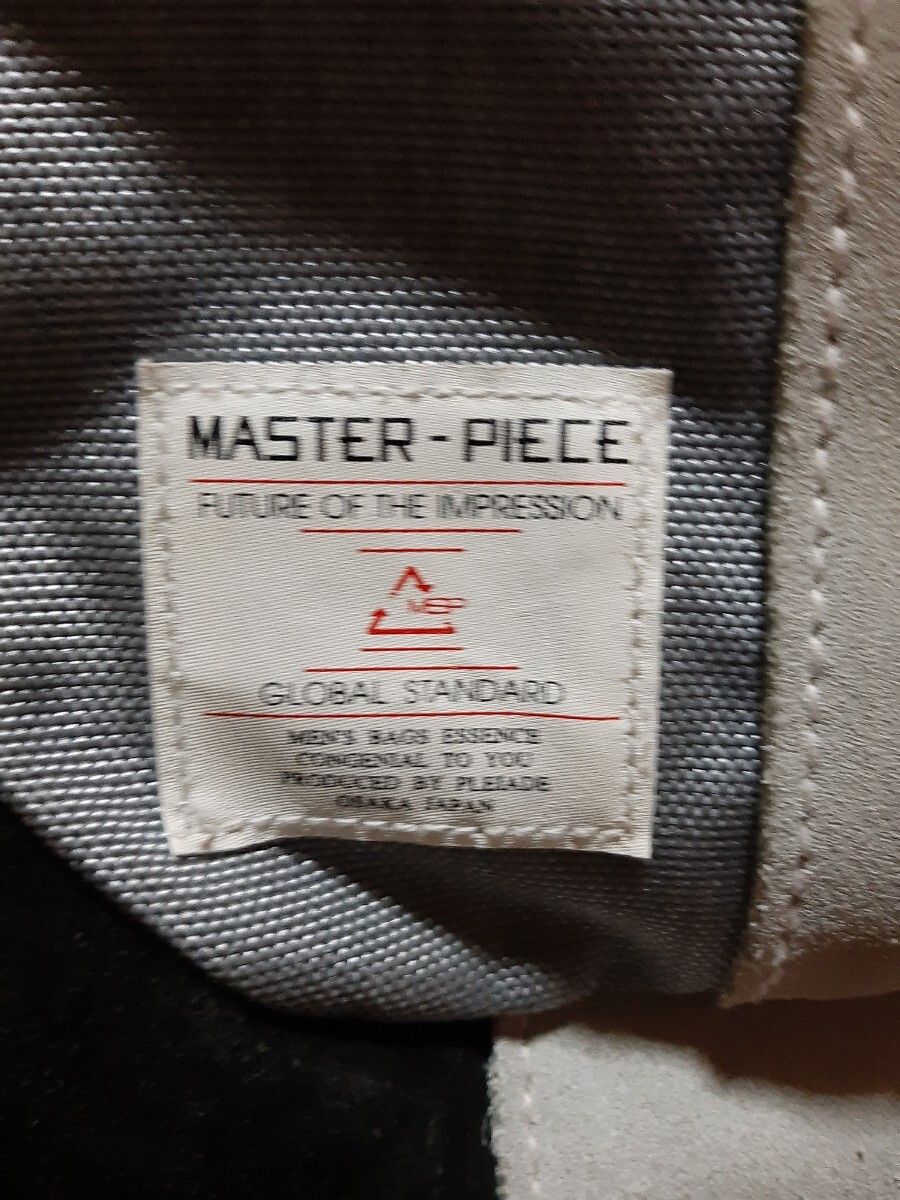 MASTER - PIECE
FUTURE OF THE IMPRESSION
MSP
GLOBAL STANDARD
MEN'S BAGS ESSENCE
CONGENIAL TO YOU
PRODUCED BY PLEIADE
OSAKA JAPAN